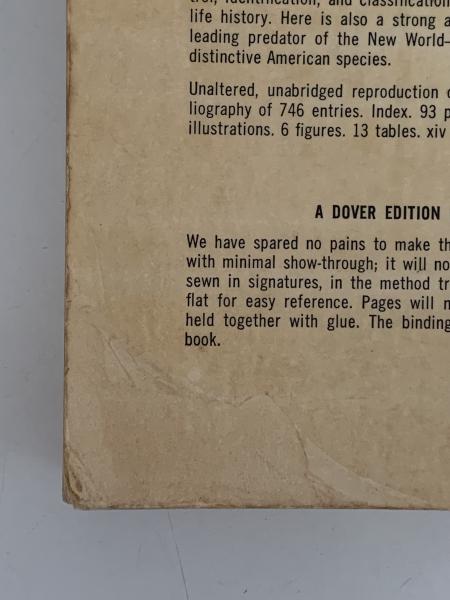 identification, and classification
life history. Here is also a strong a
leading predator of the New World—
distinctive American species.
Unaltered, unabridged reproduction
liography of 746 entries. Index. 93 p
illustrations. 6 figures. 13 tables. xiv
A DOVER EDITION
We have spared no pains to make th
with minimal show-through; it will no
sewn in signatures, in the method tr
flat for easy reference. Pages will n
held together with glue. The binding
book.